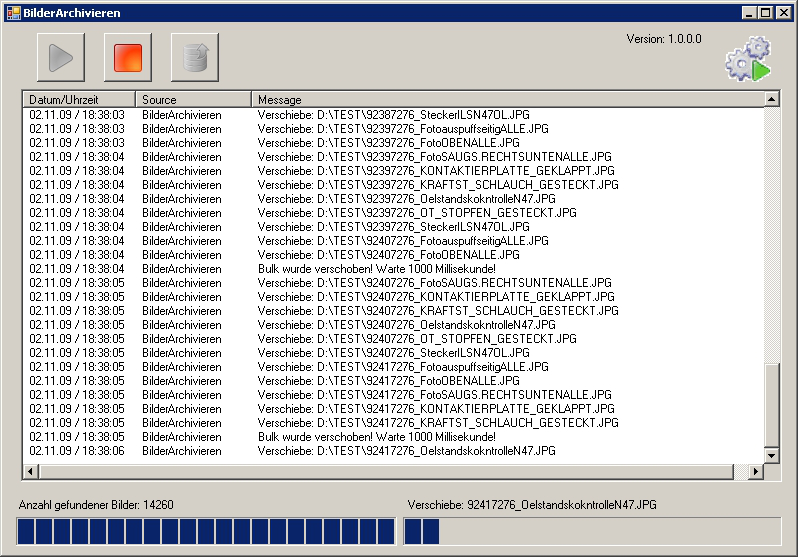 BilderArchivieren
Version: 1.0.0.0
Datum/Uhrzeit Source Message
02.11.09 / 18:38:03 BilderArchivieren Verschiebe: D:\TEST\92387276_SteckerILSN47OL.JPG
02.11.09 / 18:38:03 BilderArchivieren Verschiebe: D:\TEST\92397276_FotoauspuffseitigALLE.JPG
02.11.09 / 18:38:03 BilderArchivieren Verschiebe: D:\TEST\92397276_FotoOBENALLE.JPG
02.11.09 / 18:38:04 BilderArchivieren Verschiebe: D:\TEST\92397276_FotoSAUGS.RECHTSUNTENALLE.JPG
02.11.09 / 18:38:04 BilderArchivieren Verschiebe: D:\TEST\92397276_KONTAKTIERPLATTE_GEKLAPPT.JPG
02.11.09 / 18:38:04 BilderArchivieren Verschiebe: D:\TEST\92397276_KRAFTST_SCHLAUCH_GESTECKT.JPG
02.11.09 / 18:38:04 BilderArchivieren Verschiebe: D:\TEST\92397276_OelstandskokntrolleN47.JPG
02.11.09 / 18:38:04 BilderArchivieren Verschiebe: D:\TEST\92397276_OT_STOPFEN_GESTECKT.JPG
02.11.09 / 18:38:04 BilderArchivieren Verschiebe: D:\TEST\92397276_SteckerILSN47OL.JPG
02.11.09 / 18:38:04 BilderArchivieren Verschiebe: D:\TEST\92407276_FotoauspuffseitigALLE.JPG
02.11.09 / 18:38:04 BilderArchivieren Verschiebe: D:\TEST\92407276_FotoOBENALLE.JPG
02.11.09 / 18:38:04 BilderArchivieren Bulk wurde verschoben! Warte 1000 Millisekunde!
02.11.09 / 18:38:05 BilderArchivieren Verschiebe: D:\TEST\92407276_FotoSAUGS.RECHTSUNTENALLE.JPG
02.11.09 / 18:38:05 BilderArchivieren Verschiebe: D:\TEST\92407276_KONTAKTIERPLATTE_GEKLAPPT.JPG
02.11.09 / 18:38:05 BilderArchivieren Verschiebe: D:\TEST\92407276_KRAFTST_SCHLAUCH_GESTECKT.JPG
02.11.09 / 18:38:05 BilderArchivieren Verschiebe: D:\TEST\92407276_OelstandskokntrolleN47.JPG
02.11.09 / 18:38:05 BilderArchivieren Verschiebe: D:\TEST\92407276_OT_STOPFEN_GESTECKT.JPG
02.11.09 / 18:38:05 BilderArchivieren Verschiebe: D:\TEST\92407276_SteckerILSN47OL.JPG
02.11.09 / 18:38:05 BilderArchivieren Verschiebe: D:\TEST\92417276_FotoauspuffseitigALLE.JPG
02.11.09 / 18:38:05 BilderArchivieren Verschiebe: D:\TEST\92417276_FotoOBENALLE.JPG
02.11.09 / 18:38:05 BilderArchivieren Verschiebe: D:\TEST\92417276_FotoSAUGS.RECHTSUNTENALLE.JPG
02.11.09 / 18:38:05 BilderArchivieren Verschiebe: D:\TEST\92417276_KONTAKTIERPLATTE_GEKLAPPT.JPG
02.11.09 / 18:38:05 BilderArchivieren Verschiebe: D:\TEST\92417276_KRAFTST_SCHLAUCH_GESTECKT.JPG
02.11.09 / 18:38:05 BilderArchivieren Bulk wurde verschoben! Warte 1000 Millisekunde!
02.11.09 / 18:38:06 BilderArchivieren Verschiebe: D:\TEST\92417276_OelstandskokntrolleN47.JPG
Anzahl gefundener Bilder: 14260 Verschiebe: 92417276_OelstandskokntrolleN47.JPG